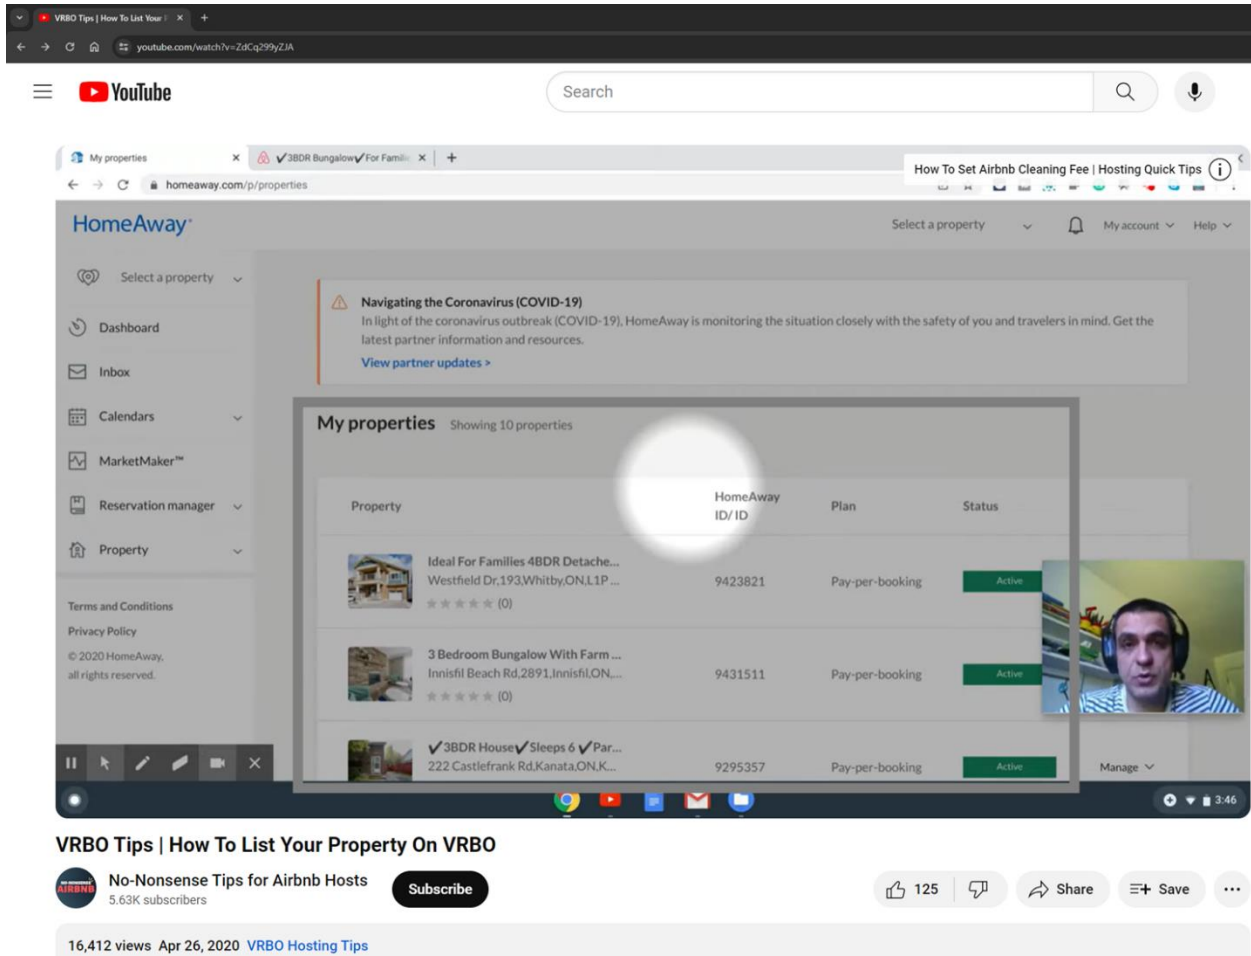 VRBO Tips | How To List Your P
youtube.com/watch?v=ZdCq299yZJA
YouTube
Search
My properties
✔3BDR Bungalow✔For Familie
How To Set Airbnb Cleaning Fee | Hosting Quick Tips
homeaway.com/p/properties
HomeAway
Select a property
My account
Help
Select a property
Dashboard
Inbox
Calendars
MarketMaker™
Reservation manager
Property
Terms and Conditions
Privacy Policy
© 2020 HomeAway,
all rights reserved.
Navigating the Coronavirus (COVID-19)
In light of the coronavirus outbreak (COVID-19), HomeAway is monitoring the situation closely with the safety of you and travelers in mind. Get the
latest partner information and resources.
View partner updates >
My properties Showing 10 properties
Property
HomeAway
ID/ ID
Plan
Status
Ideal For Families 4BDR Detache...
Westfield Dr,193,Whitby,ON,L1P ...
(0)
9423821
Pay-per-booking
Active
3 Bedroom Bungalow With Farm ...
Innisfil Beach Rd,2891,Innisfil,ON,...
(0)
9431511
Pay-per-booking
Active
✔3BDR House✔Sleeps 6 ✔Par...
222 Castlefrank Rd,Kanata,ON,K...
9295357
Pay-per-booking
Active
Manage
3:46
VRBO Tips | How To List Your Property On VRBO
AIRBNB
No-Nonsense Tips for Airbnb Hosts
5.63K subscribers
Subscribe
125
Share
Save
16,412 views Apr 26, 2020 VRBO Hosting Tips